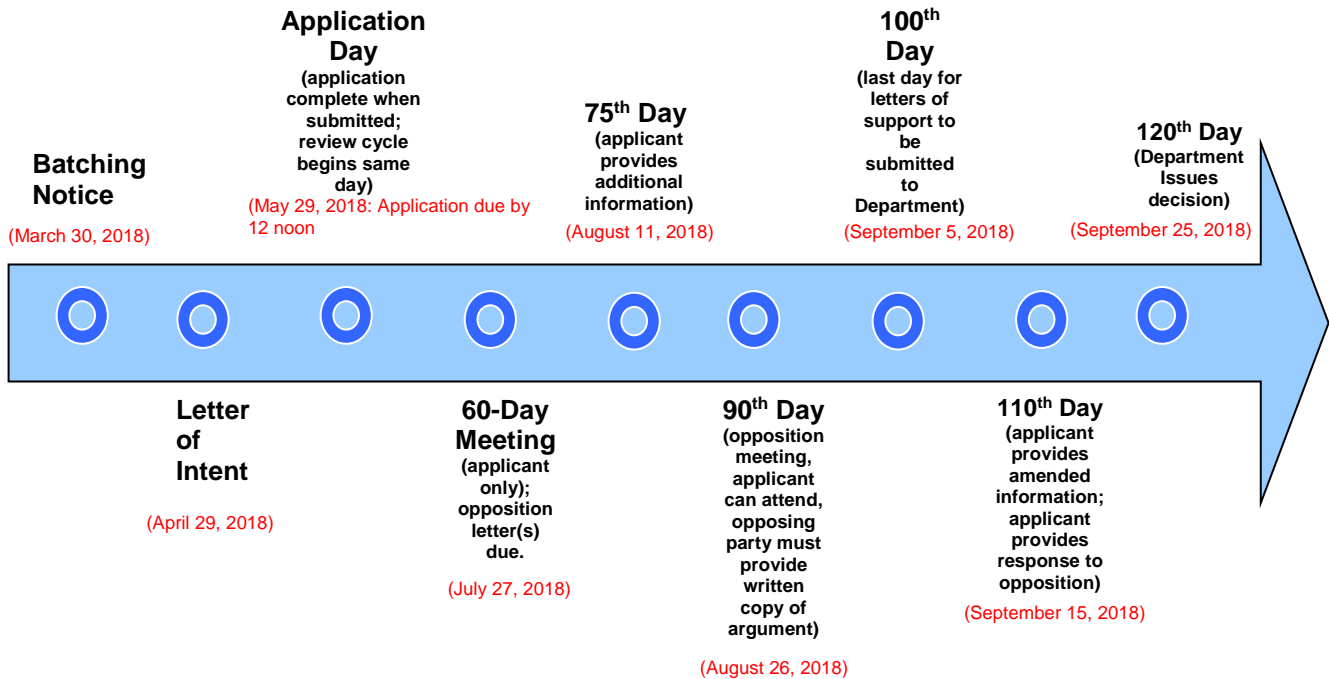 Batching
Notice
(March 30, 2018)
Letter
of
Intent
(April 29, 2018)
Application
Day
(application
complete when
submitted;
review cycle
begins same
day)
(May 29, 2018: Application due by
12 noon
60-Day
Meeting
(applicant
only);
opposition
letter(s)
due.
(July 27, 2018)
75th Day
(applicant
provides
additional
information)
(August 11, 2018)
90th Day
(opposition
meeting,
applicant
can attend,
opposing
party must
provide
written
copy of
argument)
(August 26, 2018)
100th
Day
(last day for
letters of
support to
be
submitted
to
Department)
(September 5, 2018)
110th Day
(applicant
provides
amended
information;
applicant
provides
response to
opposition)
(September 15, 2018)
120th Day
(Department
Issues
decision)
(September 25, 2018)